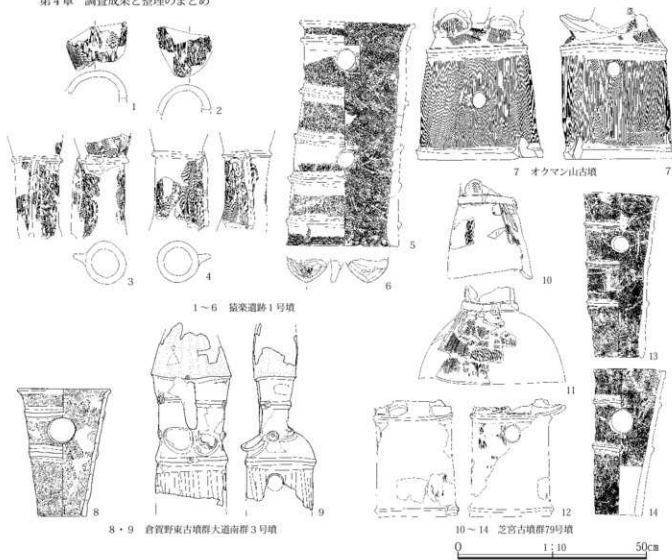 第4章 調査成果と整理のまとめ
1
2
3
4
5
6
7
7 オクマン山古墳
1～6 猿楽遺跡1号墳
8
9
8・9 倉賀野東古墳群大道南群3号墳
10
11
12
13
14
10～14 芝宮古墳群79号墳
0 1:10 50cm